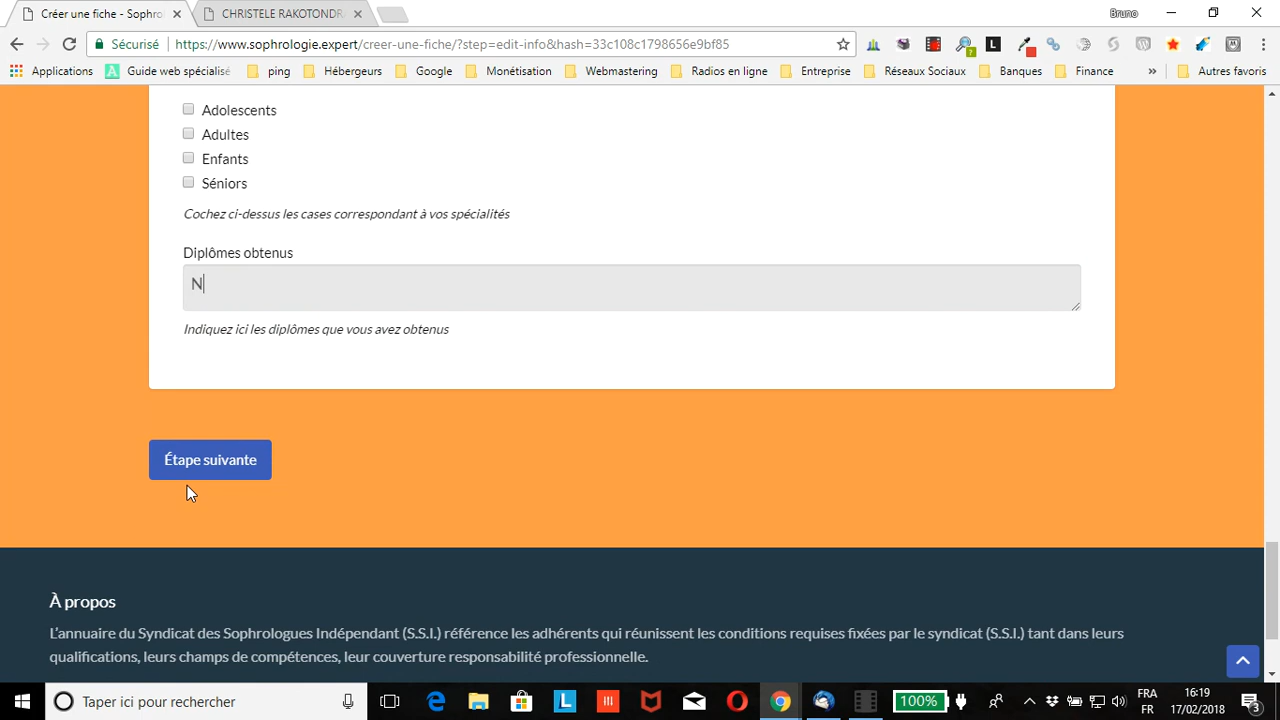 Créer une fiche - Sophro
CHRISTELE RAKOTONDR
Bruno
Sécurisé
https://www.sophrologie.expert/creer-une-fiche/?step=edit-info&hash=33c108c1798656e9bf85
Applications Guide web spécialisé ping Hébergeurs Google Monétisation Webmastering Radios en ligne Entreprise Réseaux Sociaux Banques Finance » Autres favoris
Adolescents
Adultes
Enfants
Séniors
Cochez ci-dessus les cases correspondant à vos spécialités
Diplômes obtenus
N
Indiquez ici les diplômes que vous avez obtenus
Étape suivante
À propos
L'annuaire du Syndicat des Sophrologues Indépendant (S.S.I.) référence les adhérents qui réunissent les conditions requises fixées par le syndicat (S.S.I.) tant dans leurs
qualifications, leurs champs de compétences, leur couverture responsabilité professionnelle.
Taper ici pour rechercher
100%
FRA
FR
16:19
17/02/2018
3